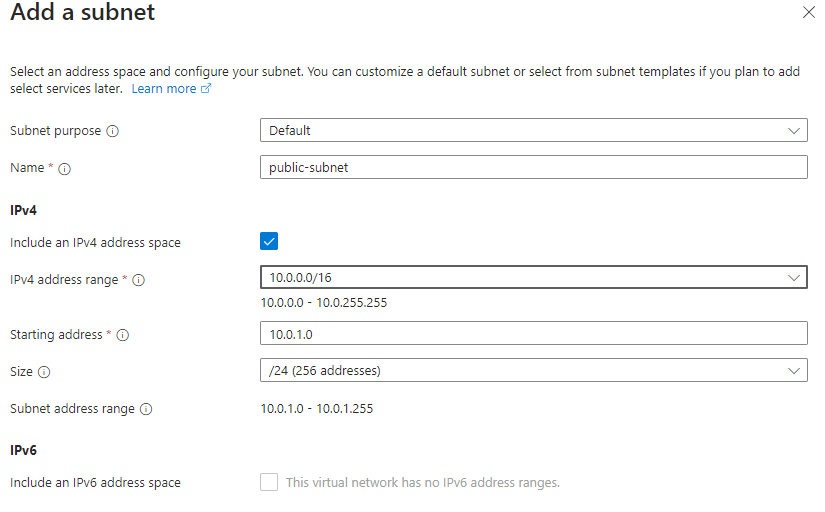 Add a subnet
Select an address space and configure your subnet. You can customize a default subnet or select from subnet templates if you plan to add
select services later. Learn more
Subnet purpose
Default
Name *
public-subnet
IPv4
Include an IPv4 address space
IPv4 address range *
10.0.0.0/16
10.0.0.0 - 10.0.255.255
Starting address *
10.0.1.0
Size
/24 (256 addresses)
Subnet address range
10.0.1.0 - 10.0.1.255
IPv6
Include an IPv6 address space
This virtual network has no IPv6 address ranges.